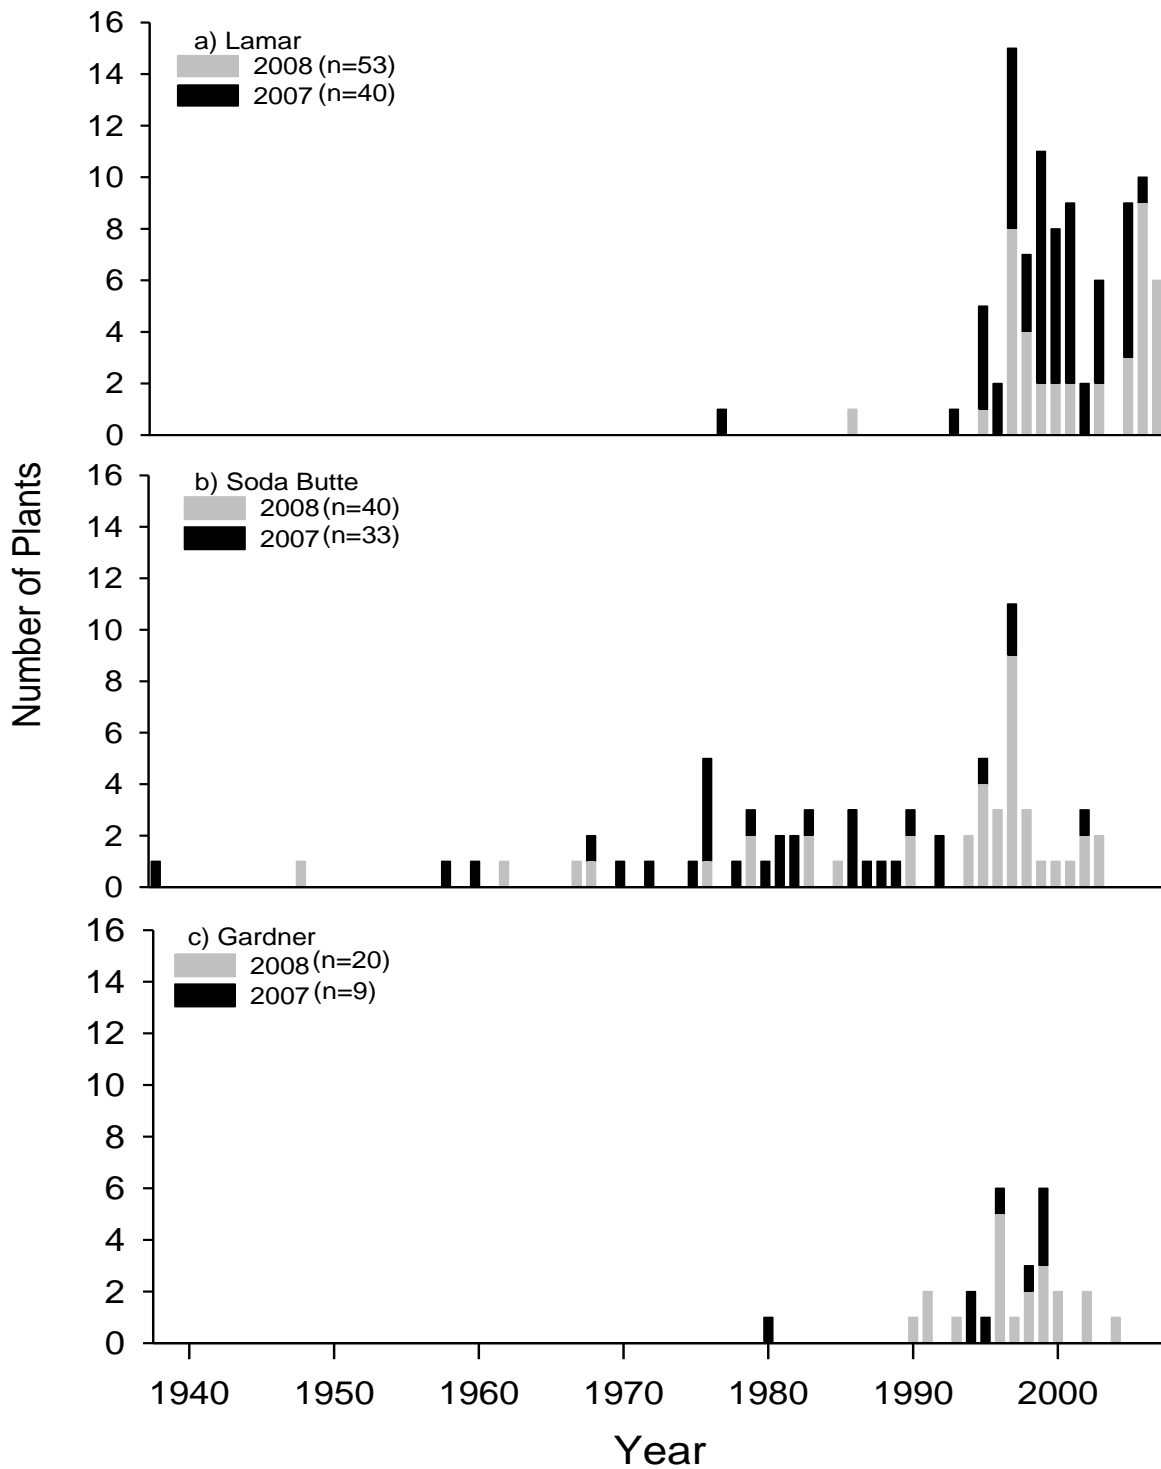 16
14
12
10
8
6
4
2
0
a) Lamar
2008 (n=53)
2007 (n=40)
Number of Plants
16
14
12
10
8
6
4
2
0
b) Soda Butte
2008 (n=40)
2007 (n=33)
16
14
12
10
8
6
4
2
0
c) Gardner
2008 (n=20)
2007 (n=9)
1940 1950 1960 1970 1980 1990 2000
Year